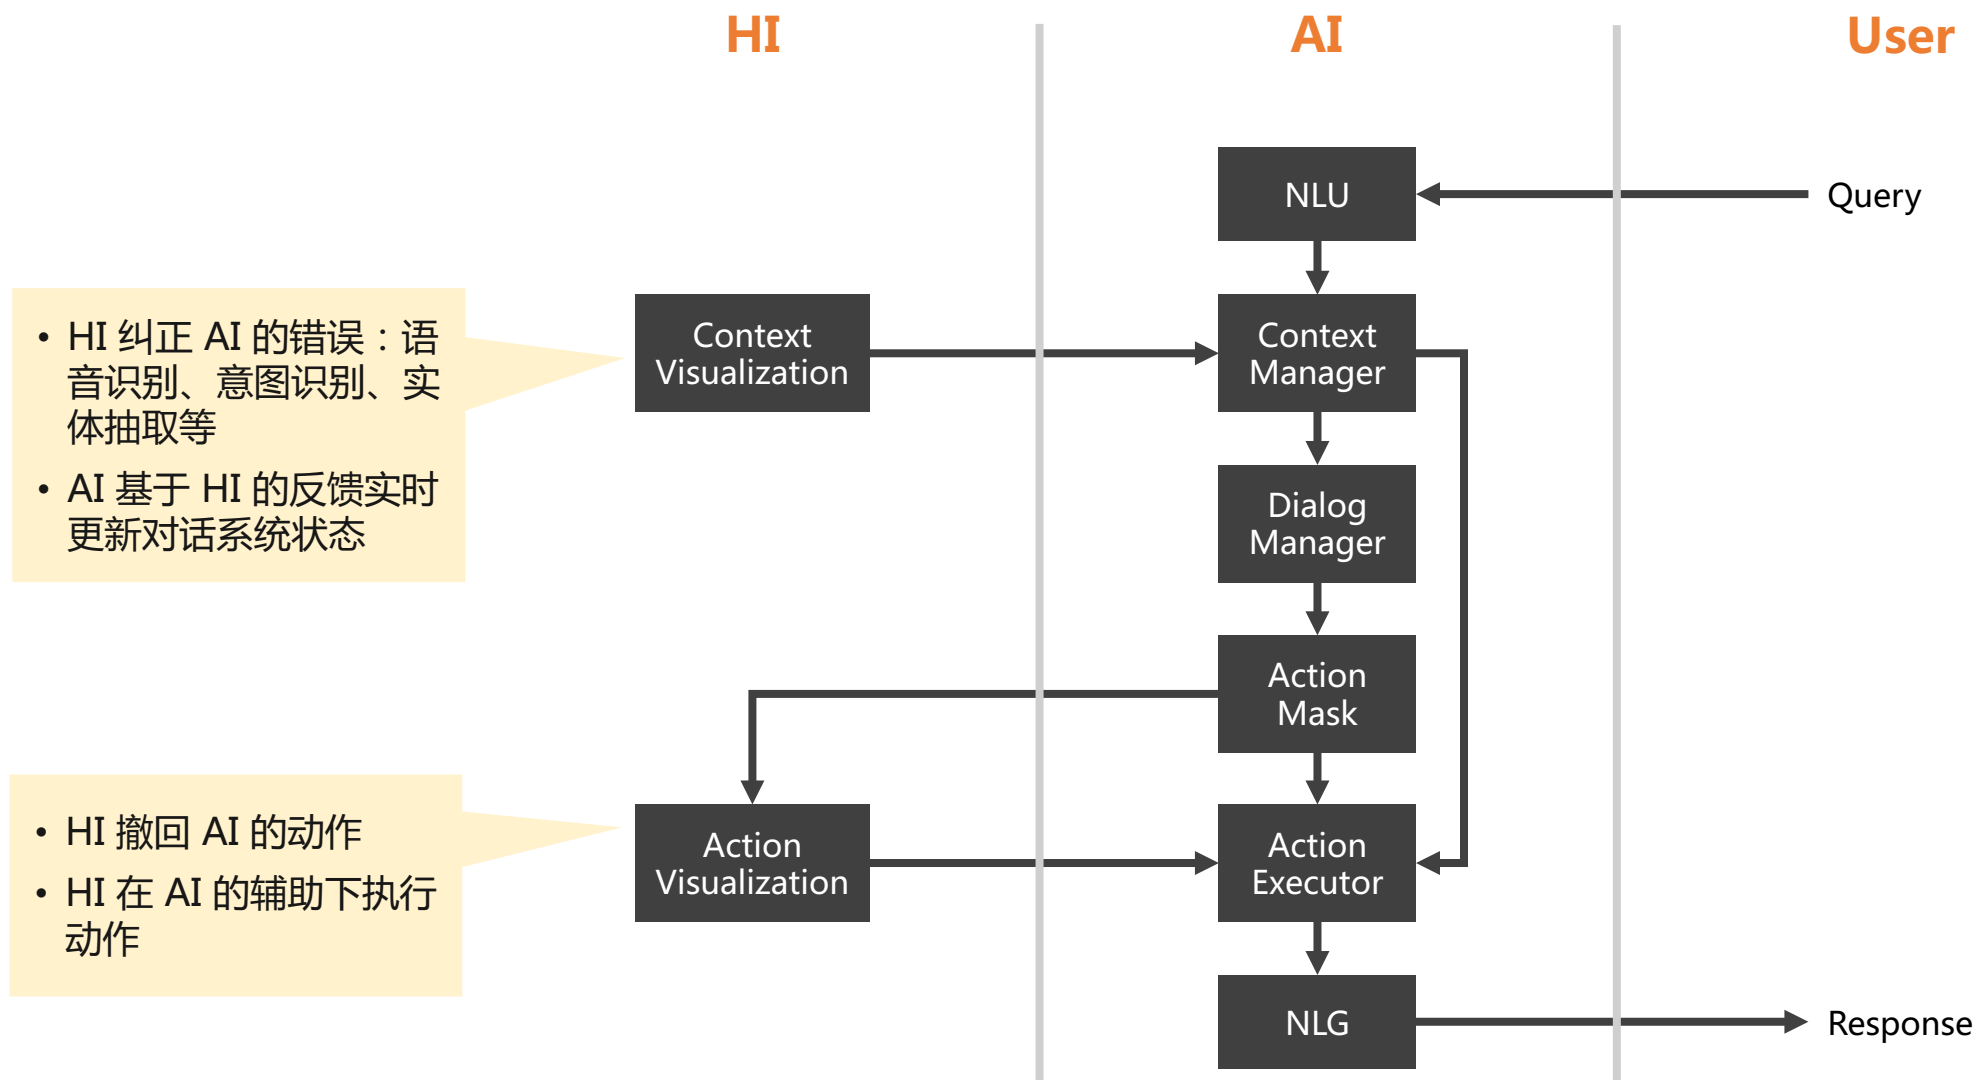 HI
AI
User
NLU
Query
• HI 纠正 AI 的错误：语
音识别、意图识别、实
体抽取等
• AI 基于 HI 的反馈实时
更新对话系统状态
Context
Visualization
Context
Manager
Dialog
Manager
Action
Mask
• HI 撤回 AI 的动作
• HI 在 AI 的辅助下执行
动作
Action
Visualization
Action
Executor
NLG
Response